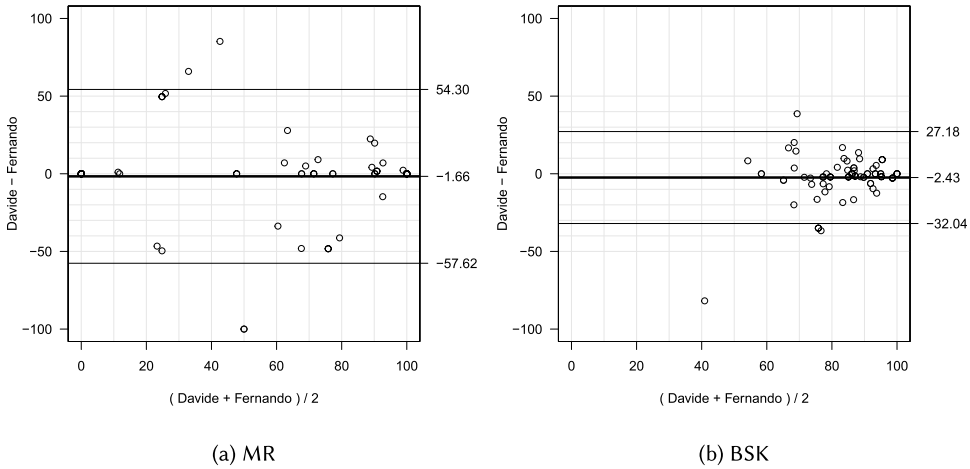 100
50
0
−50
−100
54.30
−1.66
−57.62
0 20 40 60 80 100
Davide − Fernando
( Davide + Fernando ) / 2
(a) MR
100
50
0
−50
−100
27.18
−2.43
−32.04
0 20 40 60 80 100
Davide − Fernando
( Davide + Fernando ) / 2
(b) BSK